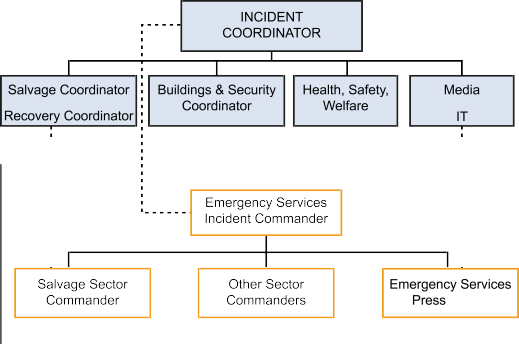 INCIDENT
COORDINATOR
Salvage Coordinator
Recovery Coordinator
Buildings & Security
Coordinator
Health, Safety,
Welfare
Media
IT
Emergency Services
Incident Commander
Salvage Sector
Commander
Other Sector
Commanders
Emergency Services
Press